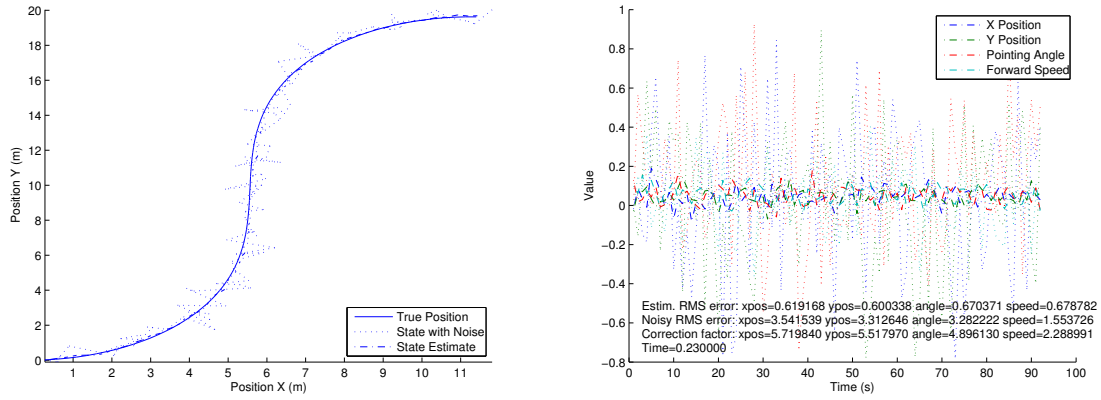 20
18
16
14
12
10
8
6
4
2
0
Position Y (m)
1 2 3 4 5 6 7 8 9 10 11
Position X (m)
True Position
State with Noise
State Estimate
1
0.8
0.6
0.4
0.2
0
−0.2
−0.4
−0.6
−0.8
Value
0 10 20 30 40 50 60 70 80 90 100
Time (s)
X Position
Y Position
Pointing Angle
Forward Speed
Estim. RMS error: xpos=0.619168 ypos=0.600338 angle=0.670371 speed=0.678782
Noisy RMS error: xpos=3.541539 ypos=3.312646 angle=3.282222 speed=1.553726
Correction factor: xpos=5.719840 ypos=5.517970 angle=4.896130 speed=2.288991
Time=0.230000